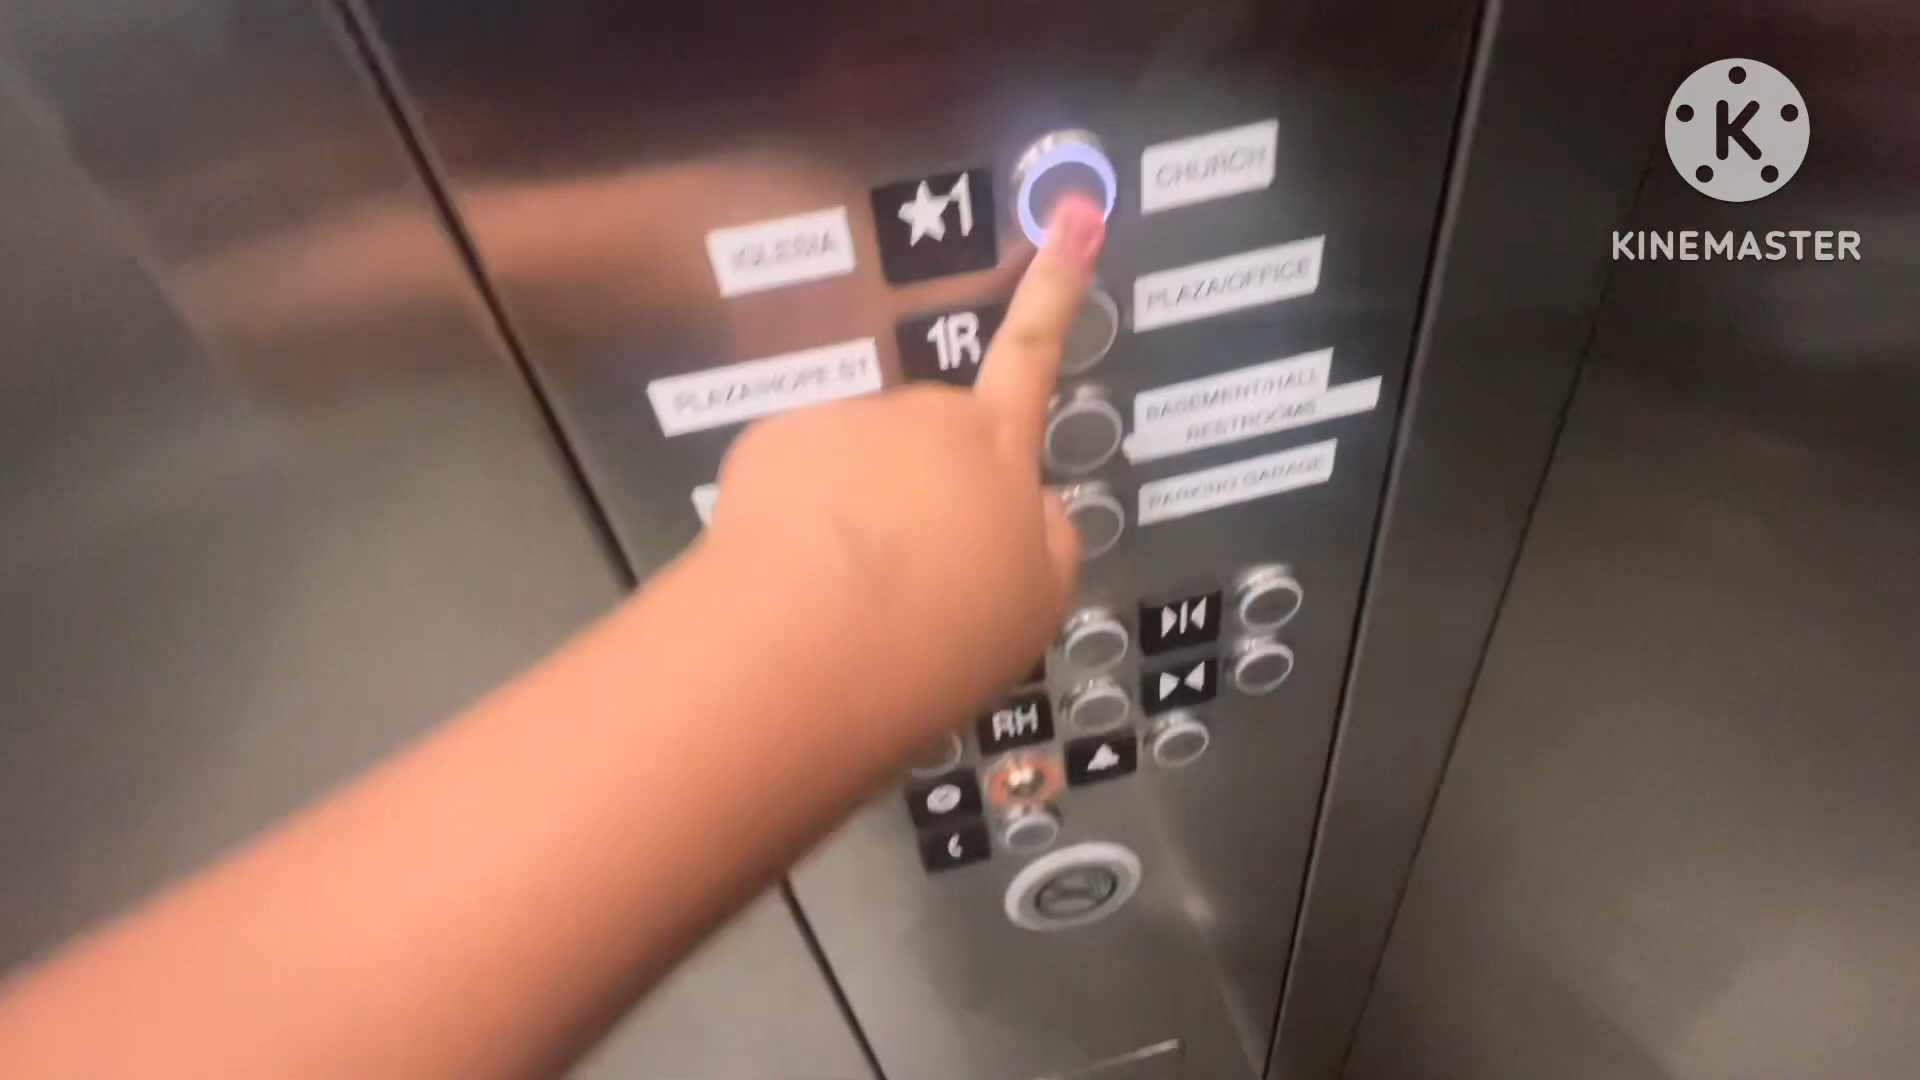 K
KINEMASTER
CHURCH
★1
IGLESIA
PLAZA/OFFICE
1R
PLAZA/HOPE ST
BASEMENT/HALL
RESTROOMS
PARKING GARAGE
RH